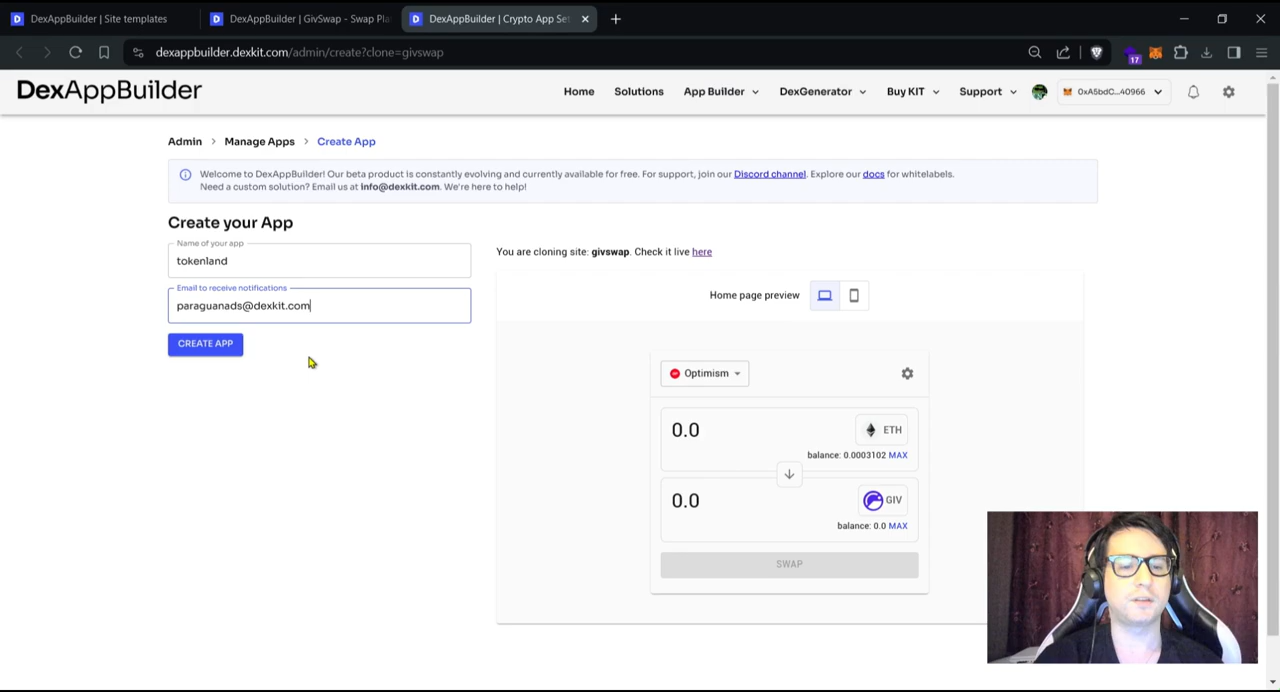 DexAppBuilder | Site templates
DexAppBuilder | GivSwap - Swap Pla
DexAppBuilder | Crypto App Set
dexappbuilder.dexkit.com/admin/create?clone=givswap
17
DexAppBuilder
Home
Solutions
App Builder
DexGenerator
Buy KIT
Support
0xA5bdC...40966
Admin > Manage Apps > Create App
Welcome to DexAppBuilder! Our beta product is constantly evolving and currently available for free. For support, join our Discord channel. Explore our docs for whitelabels.
Need a custom solution? Email us at info@dexkit.com. We're here to help!
Create your App
Name of your app
tokenland
Email to receive notifications
paraguanads@dexkit.com
CREATE APP
You are cloning site: givswap. Check it live here
Home page preview
Optimism
0.0
ETH
balance: 0.0003102 MAX
0.0
GIV
balance: 0.0 MAX
SWAP